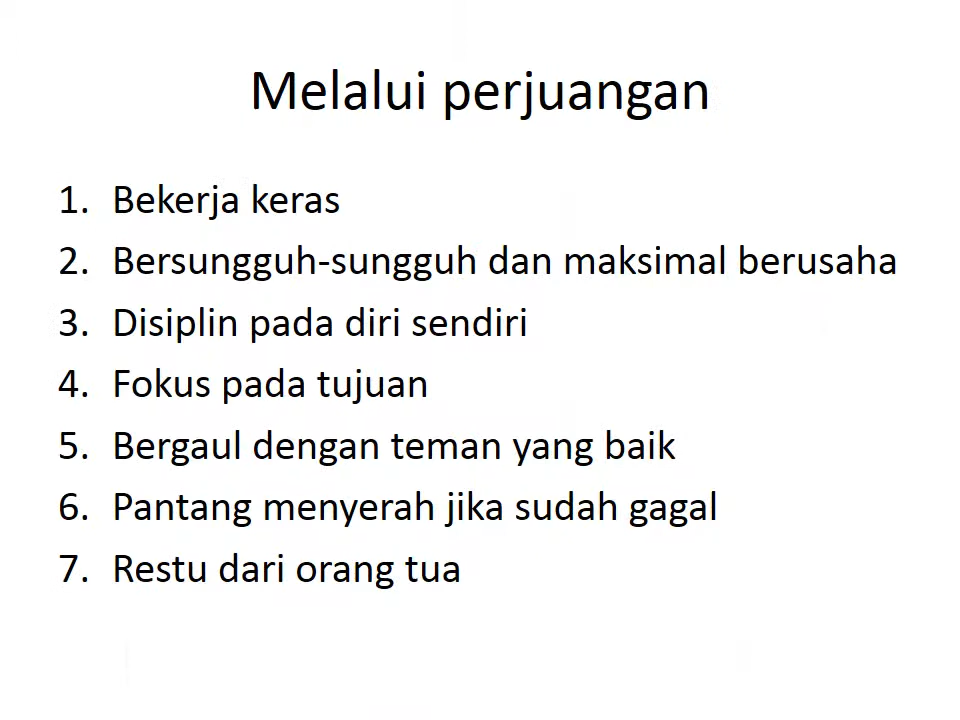 Melalui perjuangan
1. Bekerja keras
2. Bersungguh-sungguh dan maksimal berusaha
3. Disiplin pada diri sendiri
4. Fokus pada tujuan
5. Bergaul dengan teman yang baik
6. Pantang menyerah jika sudah gagal
7. Restu dari orang tua